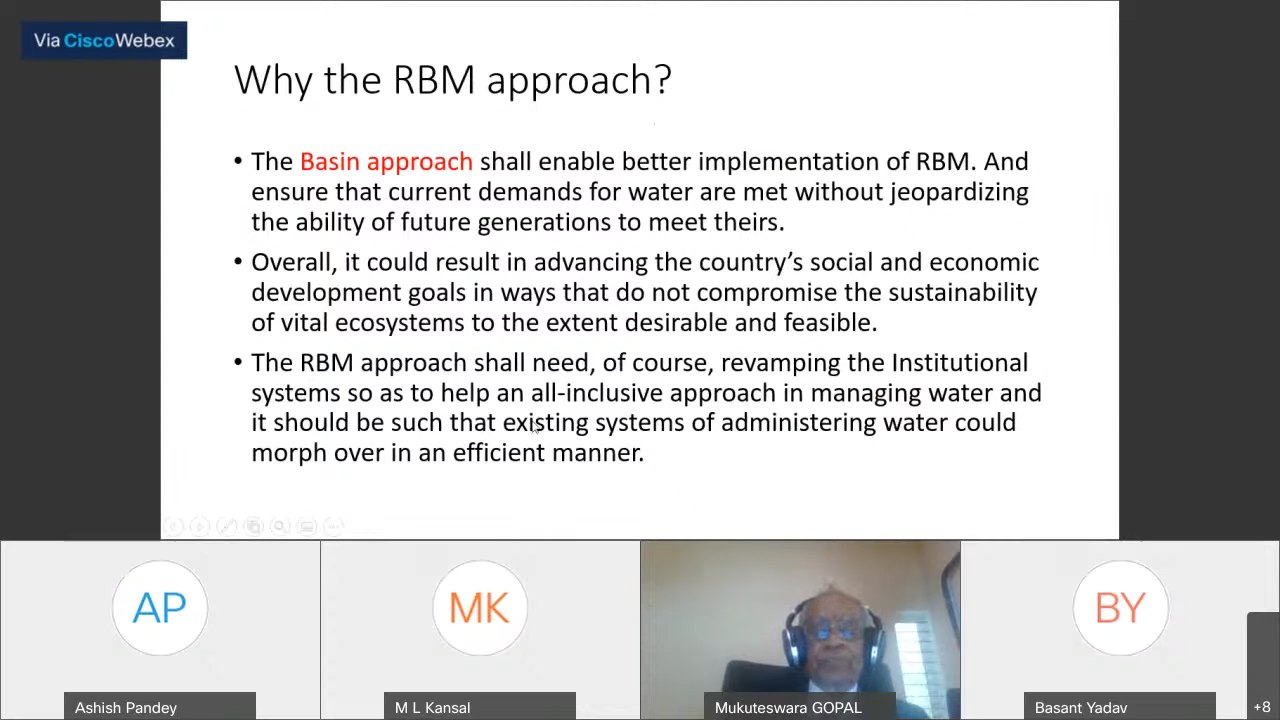 Via Cisco Webex
Why the RBM approach?
• The Basin approach shall enable better implementation of RBM. And
ensure that current demands for water are met without jeopardizing
the ability of future generations to meet theirs.
• Overall, it could result in advancing the country’s social and economic
development goals in ways that do not compromise the sustainability
of vital ecosystems to the extent desirable and feasible.
• The RBM approach shall need, of course, revamping the Institutional
systems so as to help an all-inclusive approach in managing water and
it should be such that existing systems of administering water could
morph over in an efficient manner.
AP
MK
BY
Ashish Pandey
M L Kansal
Mukuteswara GOPAL
Basant Yadav
+8